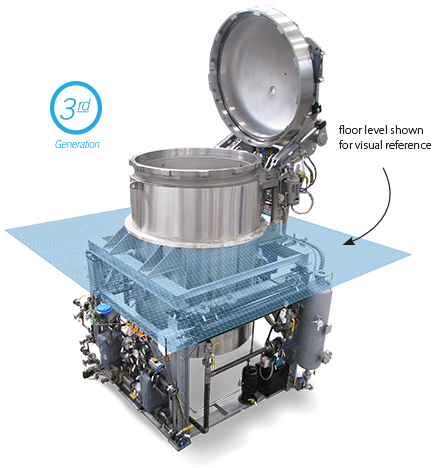 3rd
Generation
floor level shown
for visual reference